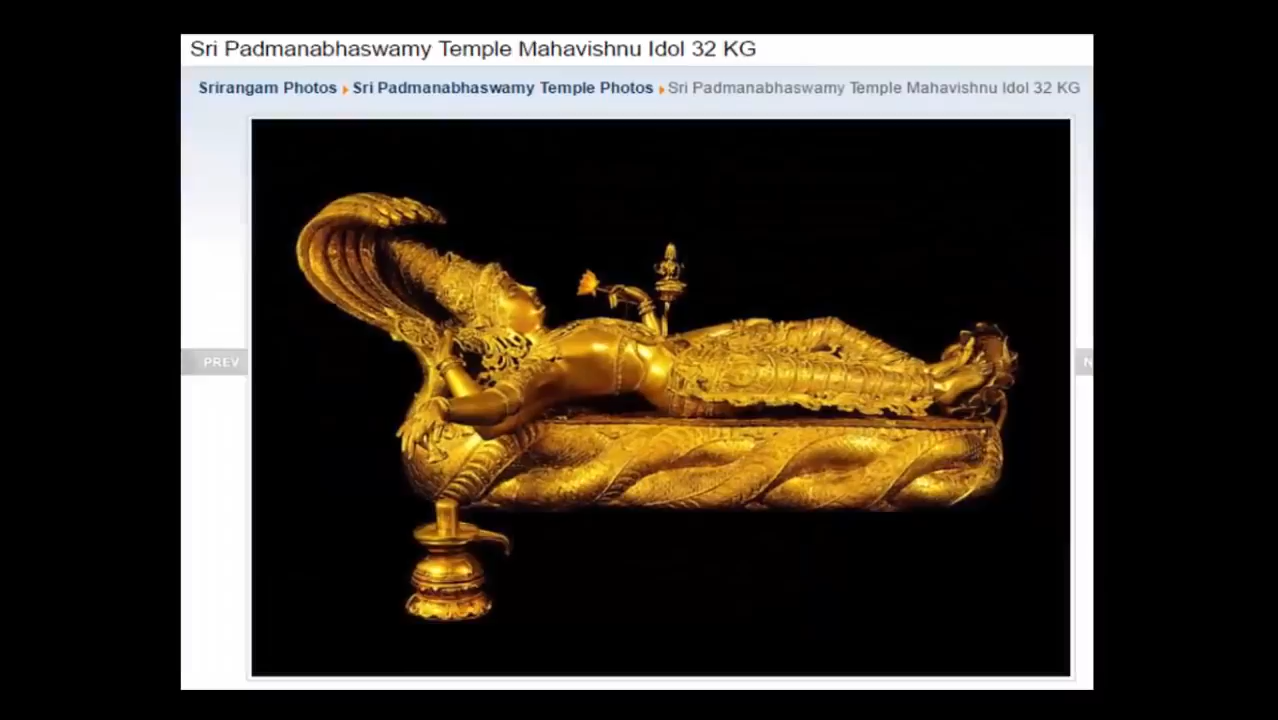 Sri Padmanabhaswamy Temple Mahavishnu Idol 32 KG
Srirangam Photos Sri Padmanabhaswamy Temple Photos Sri Padmanabhaswamy Temple Mahavishnu Idol 32 KG
PREV
N